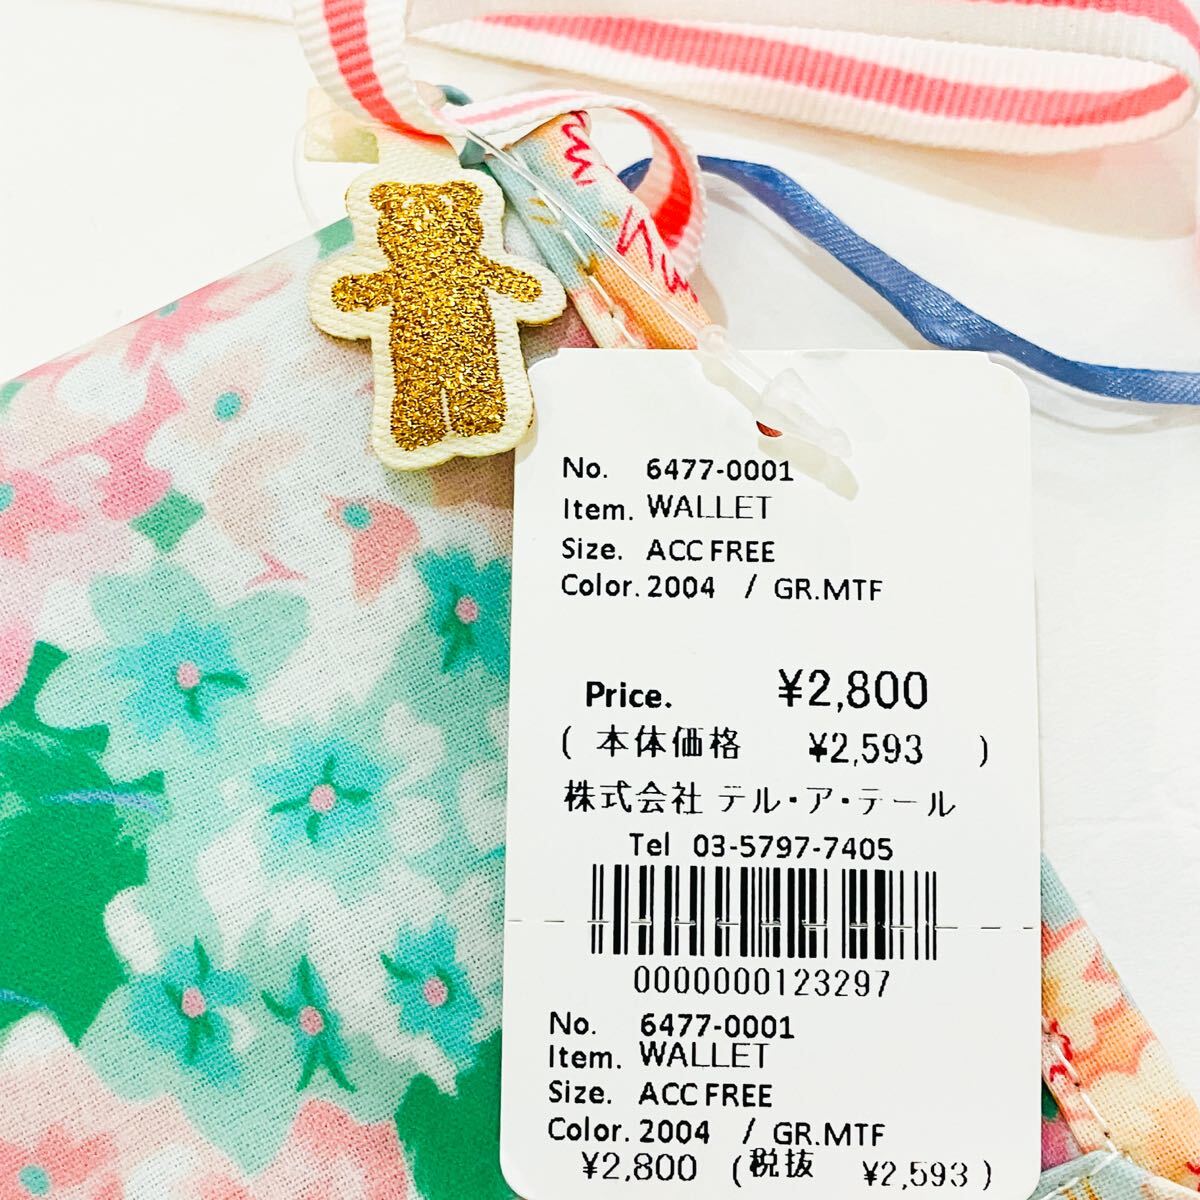 No. 6477-0001
Item. WALLET
Size. ACC FREE
Color. 2004 / GR.MTF
Price. ¥2,800
( 本体価格 ¥2,593 )
株式会社 テル・ア・テール
Tel 03-5797-7405
0000000123297
No. 6477-0001
Item. WALLET
Size. ACC FREE
Color. 2004 / GR.MTF
¥2,800 (税抜 ¥2,593 )